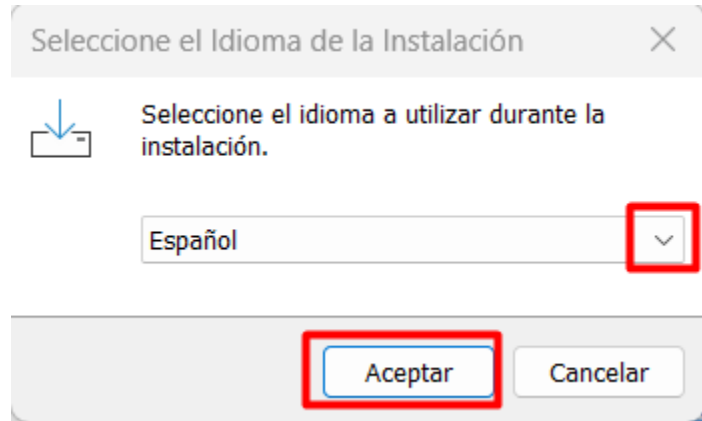 Seleccione el Idioma de la Instalación
Seleccione el idioma a utilizar durante la
instalación.
Español
Aceptar Cancelar